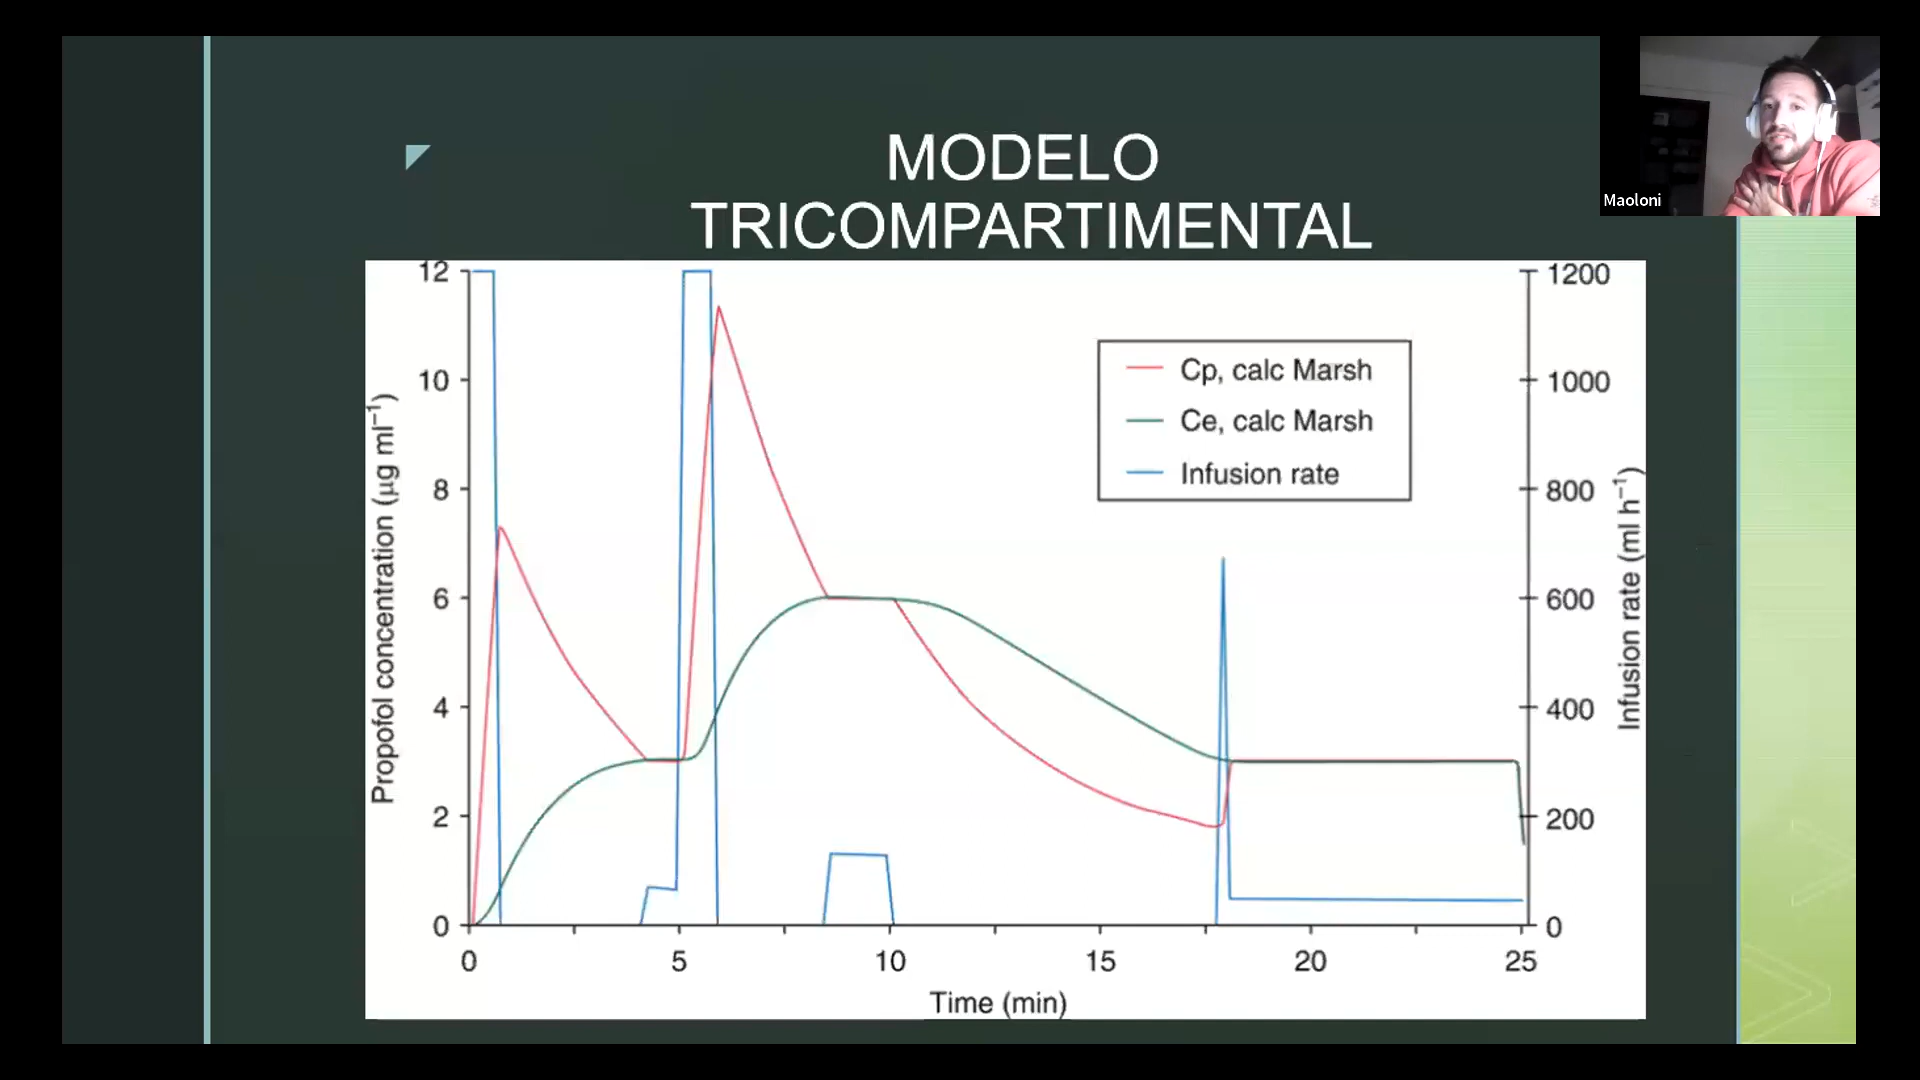 MODELO
TRICOMPARTIMENTAL
Maoloni
12
10
8
6
4
2
0
Propofol concentration (μg ml⁻¹)
Cp, calc Marsh
Ce, calc Marsh
Infusion rate
1200
1000
800
600
400
200
0
Infusion rate (ml h⁻¹)
0 5 10 15 20 25
Time (min)